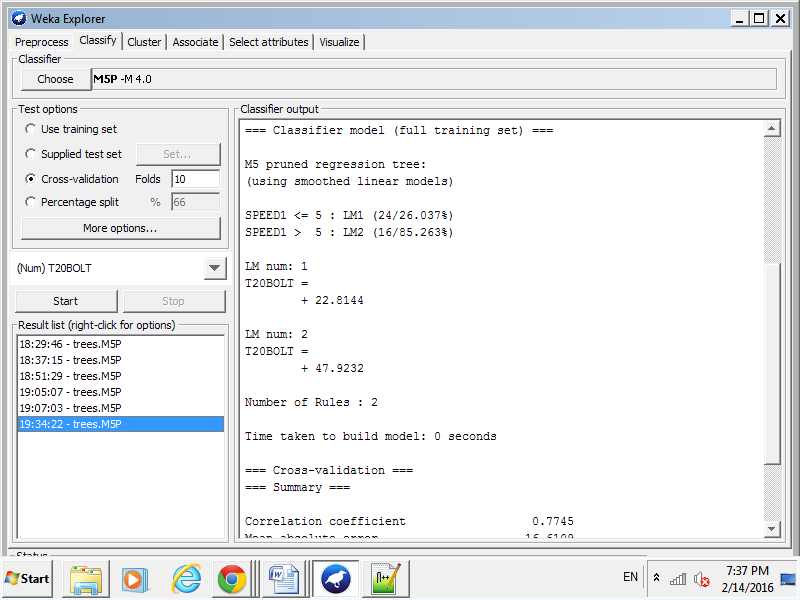 Weka Explorer
Preprocess Classify Cluster Associate Select attributes Visualize
Classifier
Choose M5P -M 4.0
Test options
Use training set
Supplied test set Set...
Cross-validation Folds 10
Percentage split % 66
More options...
(Num) T20BOLT
Start Stop
Result list (right-click for options)
18:29:46 - trees.M5P
18:37:15 - trees.M5P
18:51:29 - trees.M5P
19:05:07 - trees.M5P
19:07:03 - trees.M5P
19:34:22 - trees.M5P
Classifier output
=== Classifier model (full training set) ===
M5 pruned regression tree:
(using smoothed linear models)
SPEED1 <= 5 : LM1 (24/26.037%)
SPEED1 > 5 : LM2 (16/85.263%)
LM num: 1
T20BOLT =
+ 22.8144
LM num: 2
T20BOLT =
+ 47.9232
Number of Rules : 2
Time taken to build model: 0 seconds
=== Cross-validation ===
=== Summary ===
Correlation coefficient 0.7745
Mean absolute error 16.6109
Status
Start
EN
7:37 PM
2/14/2016